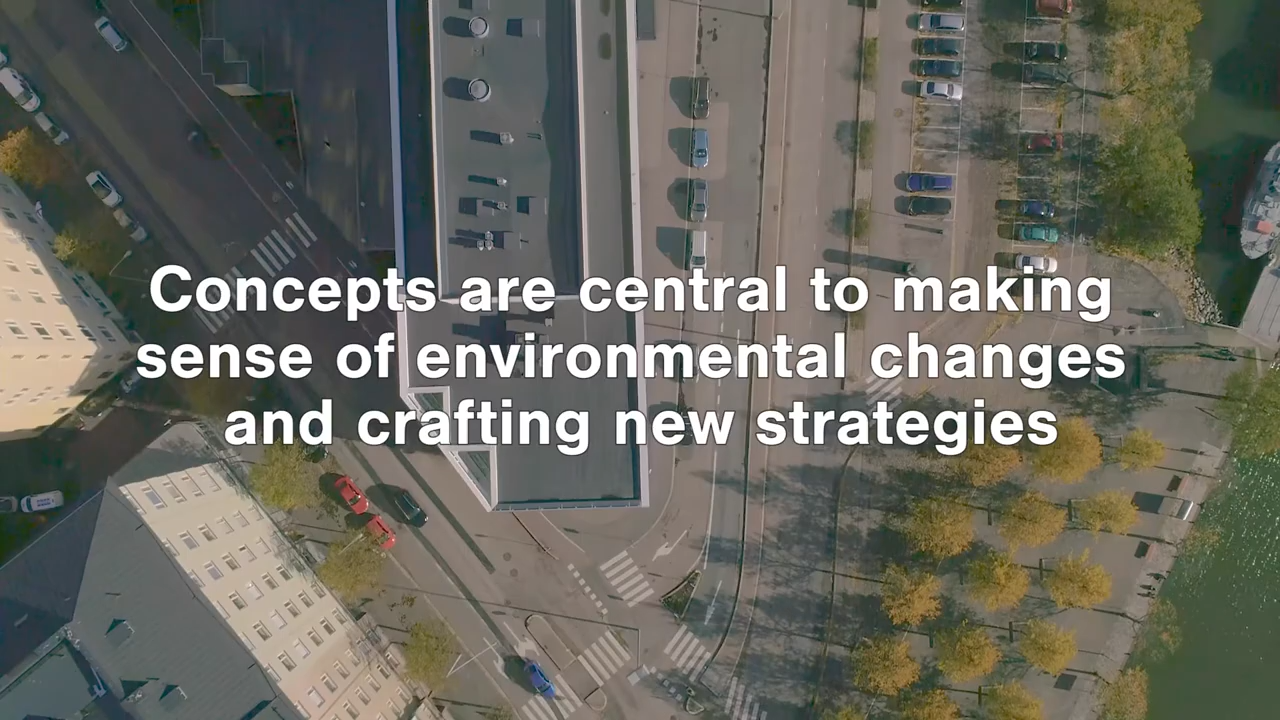 Concepts are central to making
sense of environmental changes
and crafting new strategies